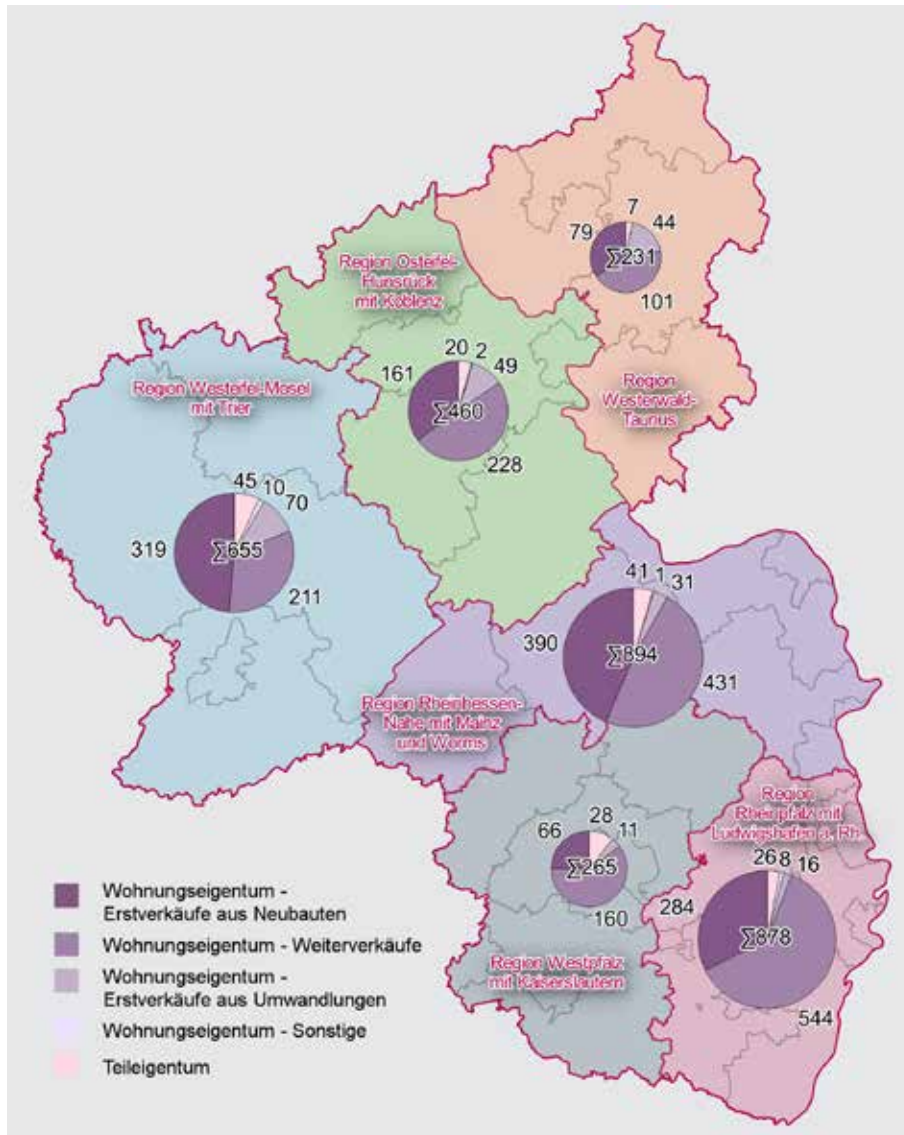 7
79
44
∑231
101
Region Osteifel-
Hunsrück
mit Koblenz
20
2
49
161
∑460
228
Region
Westerwald-
Taunus
Region Westeifel-Mosel
mit Trier
45
10
70
319
∑655
211
41
1
31
390
∑894
431
Region Rheinhessen-
Nahe mit Mainz
und Worms
28
66
11
∑265
160
Region Westpfalz
mit Kaiserslautern
Region
Rheinpfalz mit
Ludwigshafen a. Rh.
26
8
16
284
∑878
544
Wohnungseigentum -
Erstverkäufe aus Neubauten
Wohnungseigentum - Weiterverkäufe
Wohnungseigentum -
Erstverkäufe aus Umwandlungen
Wohnungseigentum - Sonstige
Teileigentum